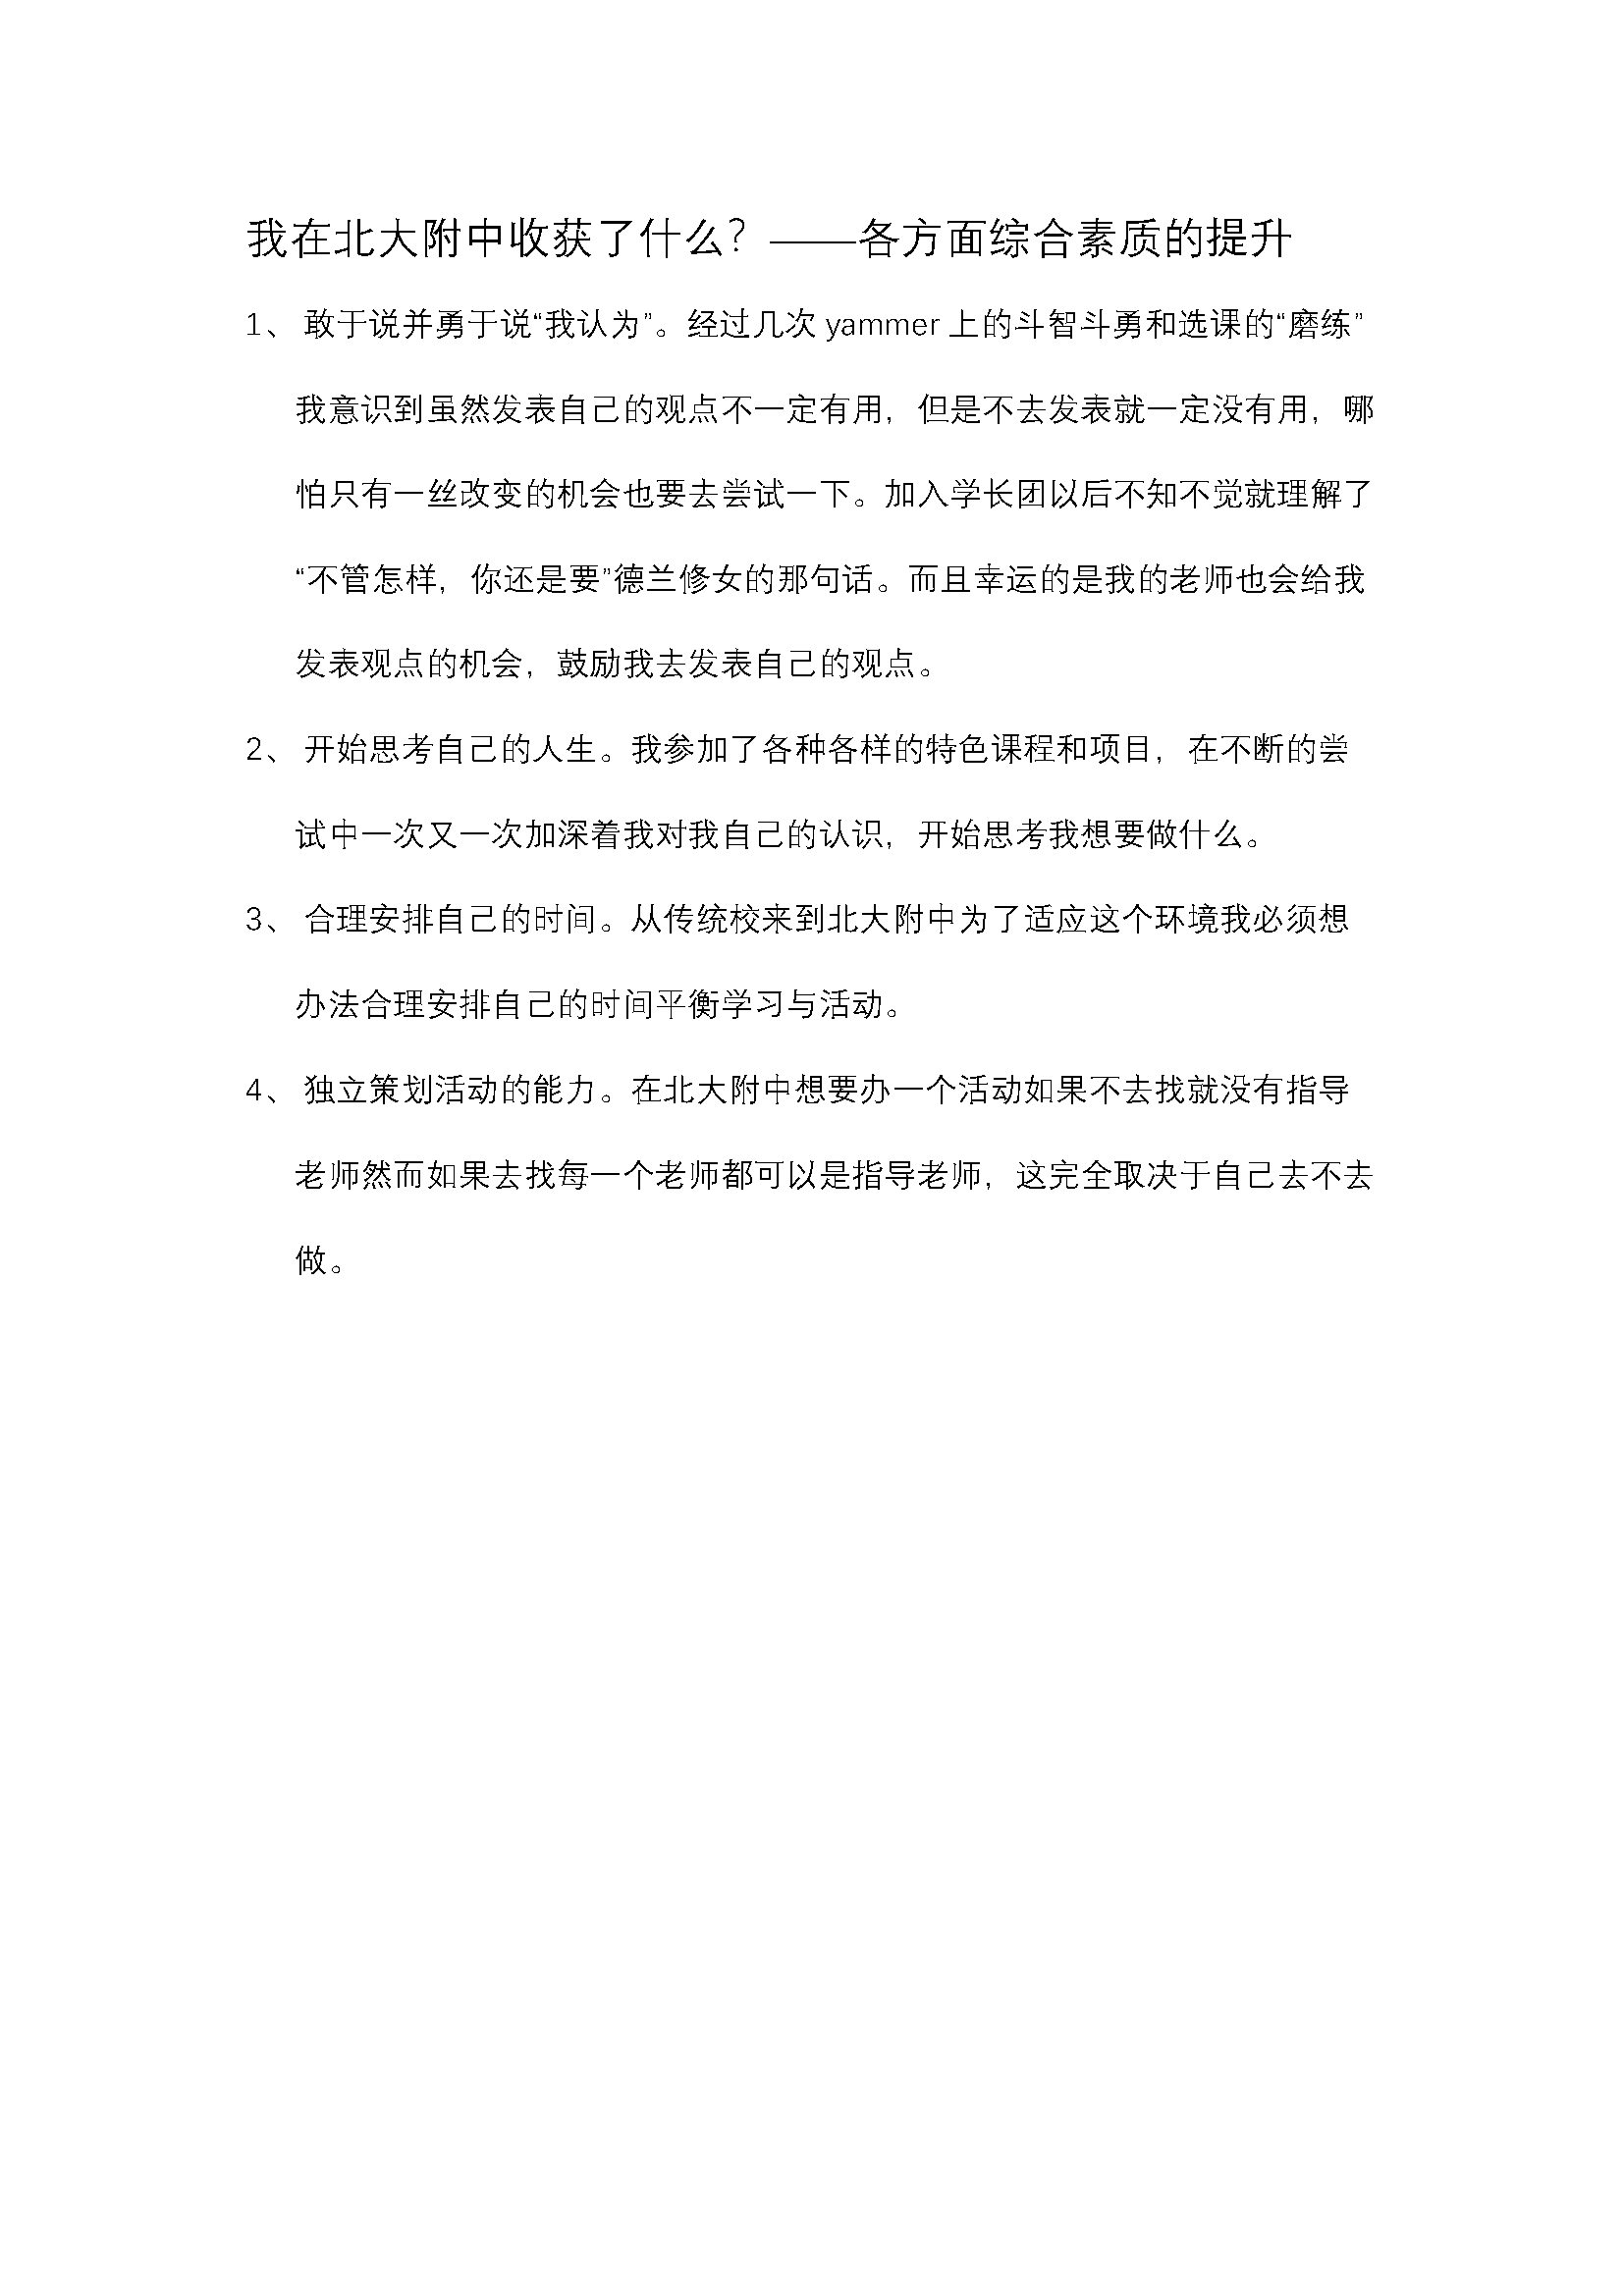 我在北大附中收获了什么？——各方面综合素质的提升
1、 敢于说并勇于说“我认为”。经过几次 yammer 上的斗智斗勇和选课的“磨练”
我意识到虽然发表自己的观点不一定有用，但是不去发表就一定没有用，哪
怕只有一丝改变的机会也要去尝试一下。加入学长团以后不知不觉就理解了
“不管怎样，你还是要”德兰修女的那句话。而且幸运的是我的老师也会给我
发表观点的机会，鼓励我去发表自己的观点。
2、 开始思考自己的人生。我参加了各种各样的特色课程和项目，在不断的尝
试中一次又一次加深着我对我自己的认识，开始思考我想要做什么。
3、 合理安排自己的时间。从传统校来到北大附中为了适应这个环境我必须想
办法合理安排自己的时间平衡学习与活动。
4、 独立策划活动的能力。在北大附中想要办一个活动如果不去找就没有指导
老师然而如果去找每一个老师都可以是指导老师，这完全取决于自己去不去
做。